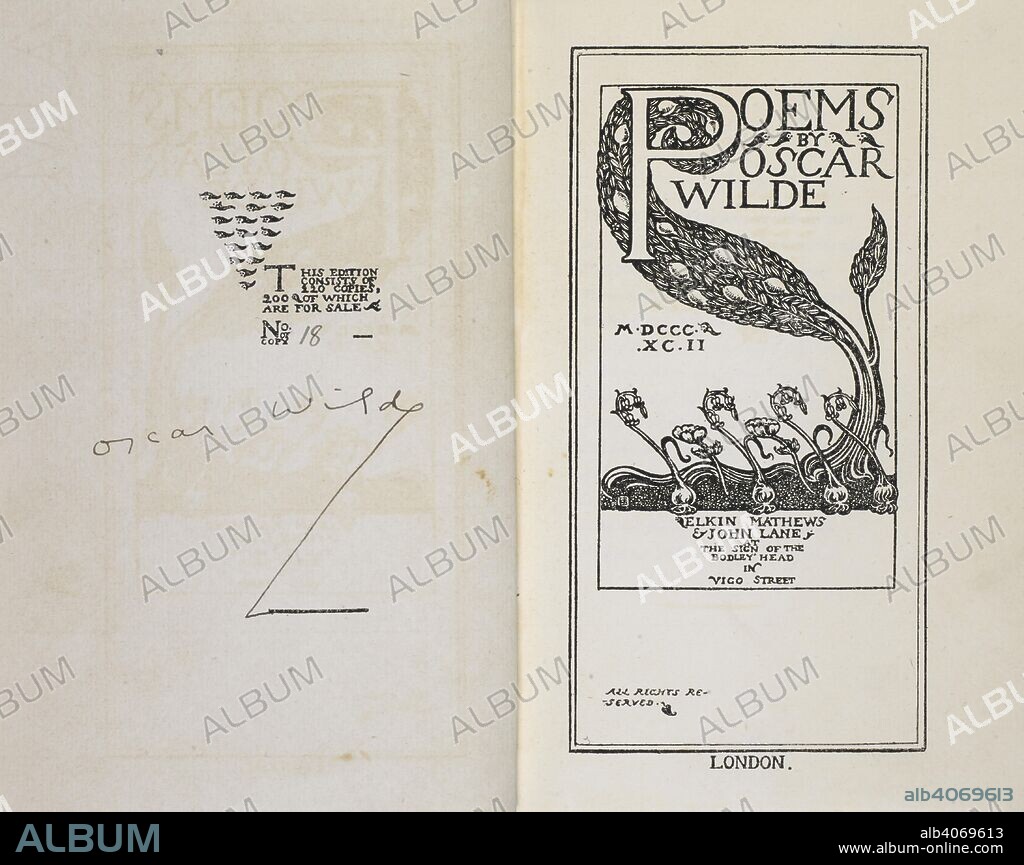 THIS EDITION
CONSISTS OF
220 COPIES,
200 OF WHICH
ARE FOR SALE
No. OF COPY 18 —
Oscar Wilde
POEMS
BY
OSCAR
WILDE
M·DCCC·
.XC·II
ELKIN MATHEWS
& JOHN LANE
AT
THE SIGN OF THE
BODLEY HEAD
IN
VIGO STREET
ALL RIGHTS RE-
-SERVED.
LONDON.
alb4069613
ALBUM
alb4069613
www.album-online.com